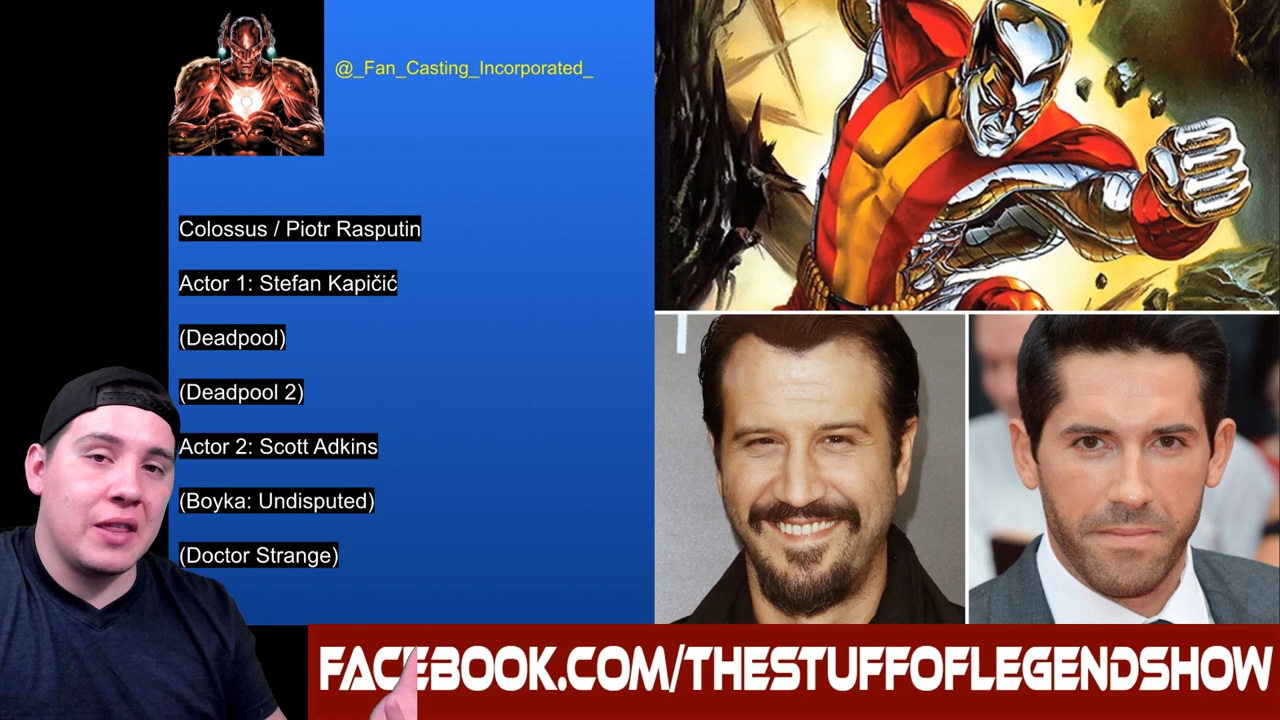 @_Fan_Casting_Incorporated_
Colossus / Piotr Rasputin
Actor 1: Stefan Kapičić
(Deadpool)
(Deadpool 2)
Actor 2: Scott Adkins
(Boyka: Undisputed)
(Doctor Strange)
FACEBOOK.COM/THESTUFFOFLEGENDSHOW